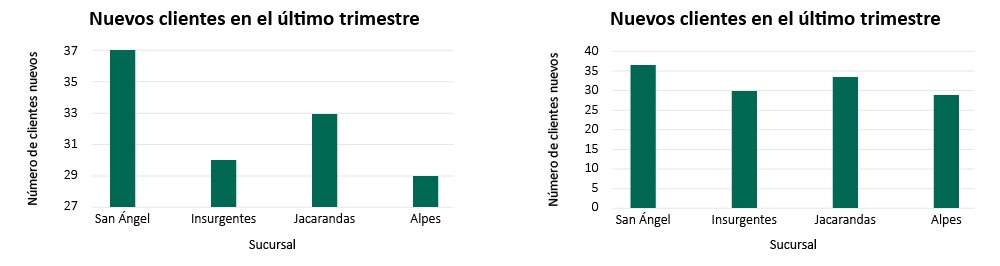 Nuevos clientes en el último trimestre
Número de clientes nuevos
37
35
33
31
29
27
San Ángel Insurgentes Jacarandas Alpes
Sucursal
Nuevos clientes en el último trimestre
Número de clientes nuevos
40
35
30
25
20
15
10
5
0
San Ángel Insurgentes Jacarandas Alpes
Sucursal